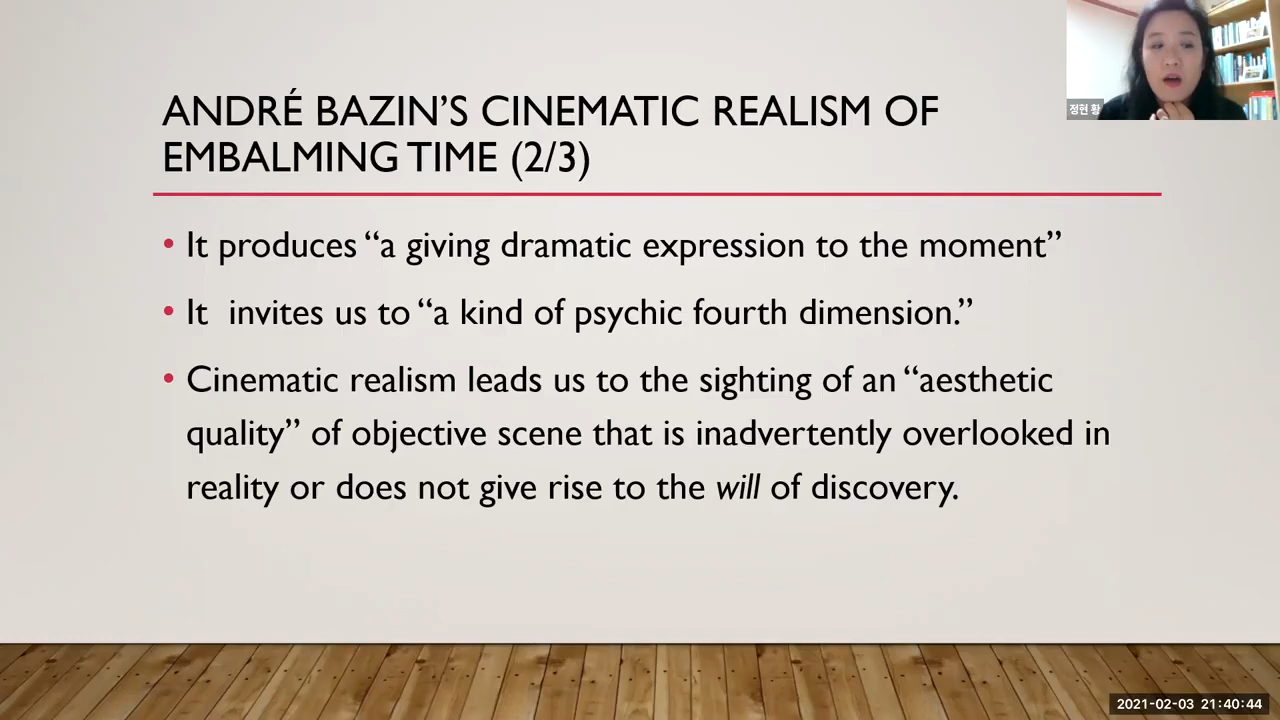 ANDRÉ BAZIN’S CINEMATIC REALISM OF
EMBALMING TIME (2/3)
정현 황
• It produces “a giving dramatic expression to the moment”
• It  invites us to “a kind of psychic fourth dimension.”
• Cinematic realism leads us to the sighting of an “aesthetic
quality” of objective scene that is inadvertently overlooked in
reality or does not give rise to the will of discovery.
2021-02-03 21:40:44